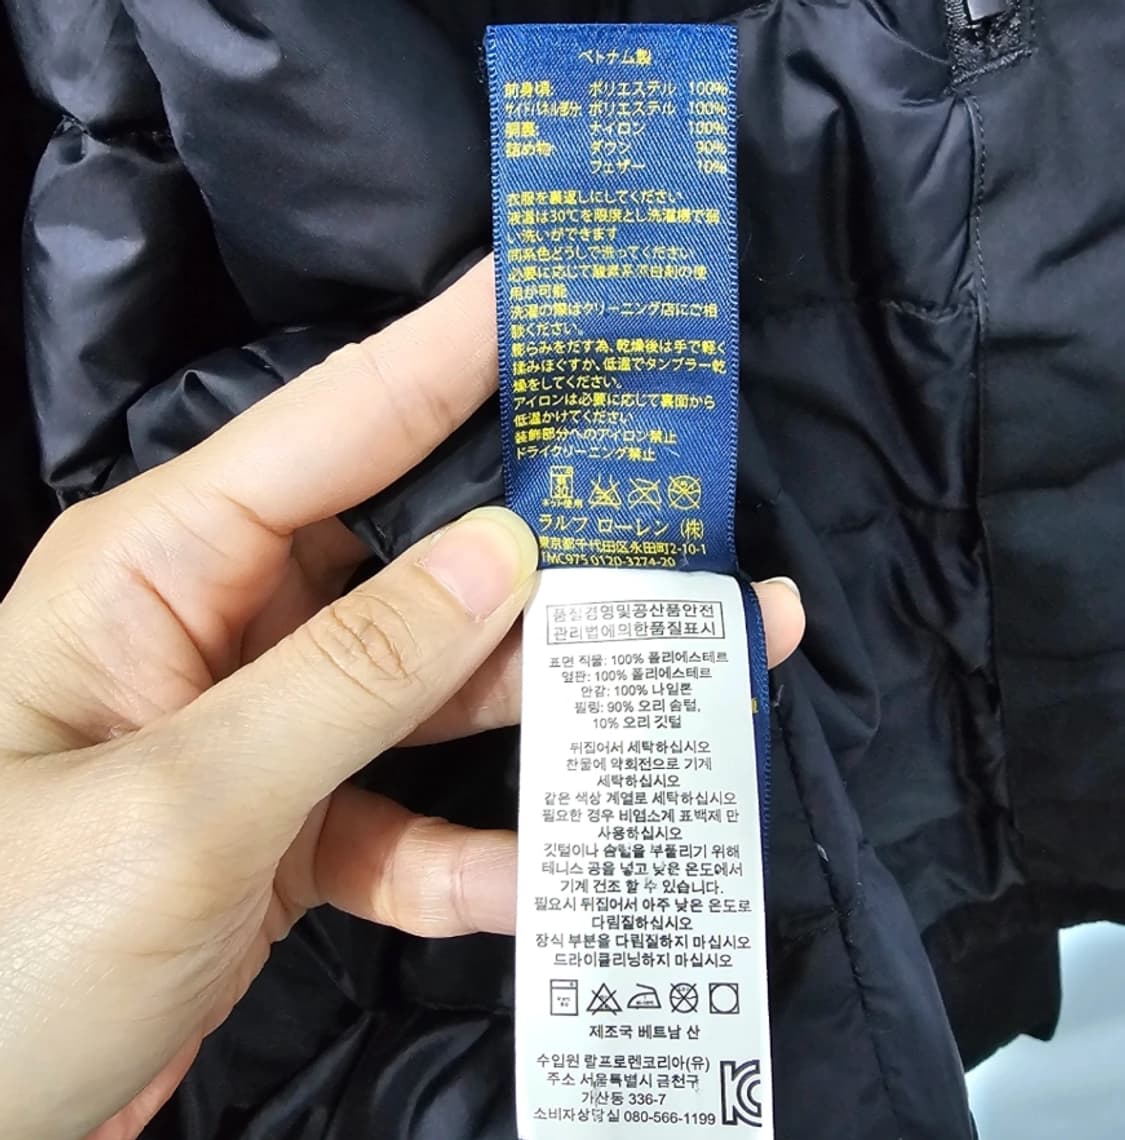 ベトナム製
前身頃: ポリエステル 100%
サイドパネル部分 ポリエステル 100%
胴裏: ナイロン 100%
詰め物: ダウン 90%
フェザー 10%
衣服を裏返しにしてください
液温は30℃を限度とし洗濯機で弱
い洗いができます
同系色どうしで洗ってください
必要に応じて酸素系漂白剤の使
用が可能
洗濯の際はクリーニング店にご相
談ください。
膨らみをだす為、乾燥後は手で軽く
揉みほぐすか、低温でタンブラー乾
燥をしてください。
アイロンは必要に応じて裏面から
低温かけてください
装飾部分へのアイロン禁止
ドライクリーニング禁止
30
ネット使用
ラルフ ローレン (株)
東京都千代田区永田町2-10-1
TMC975 0120-3274-20
품질경영및공산품안전
관리법에의한품질표시
표면 직물: 100% 폴리에스테르
옆판: 100% 폴리에스테르
안감: 100% 나일론
필링: 90% 오리 솜털,
10% 오리 깃털
뒤집어서 세탁하십시오
찬물에 약회전으로 기계
세탁하십시오
같은 색상 계열로 세탁하십시오
필요한 경우 비염소계 표백제 만
사용하십시오
깃털이나 솜털을 부풀리기 위해
테니스 공을 넣고 낮은 온도에서
기계 건조 할 수 있습니다.
필요시 뒤집어서 아주 낮은 온도로
다림질하십시오
장식 부분을 다림질하지 마십시오
드라이클리닝하지 마십시오
제조국 베트남 산
수입원 랄프로렌코리아(유)
주소 서울특별시 금천구
가산동 336-7
소비자상담실 080-566-1199